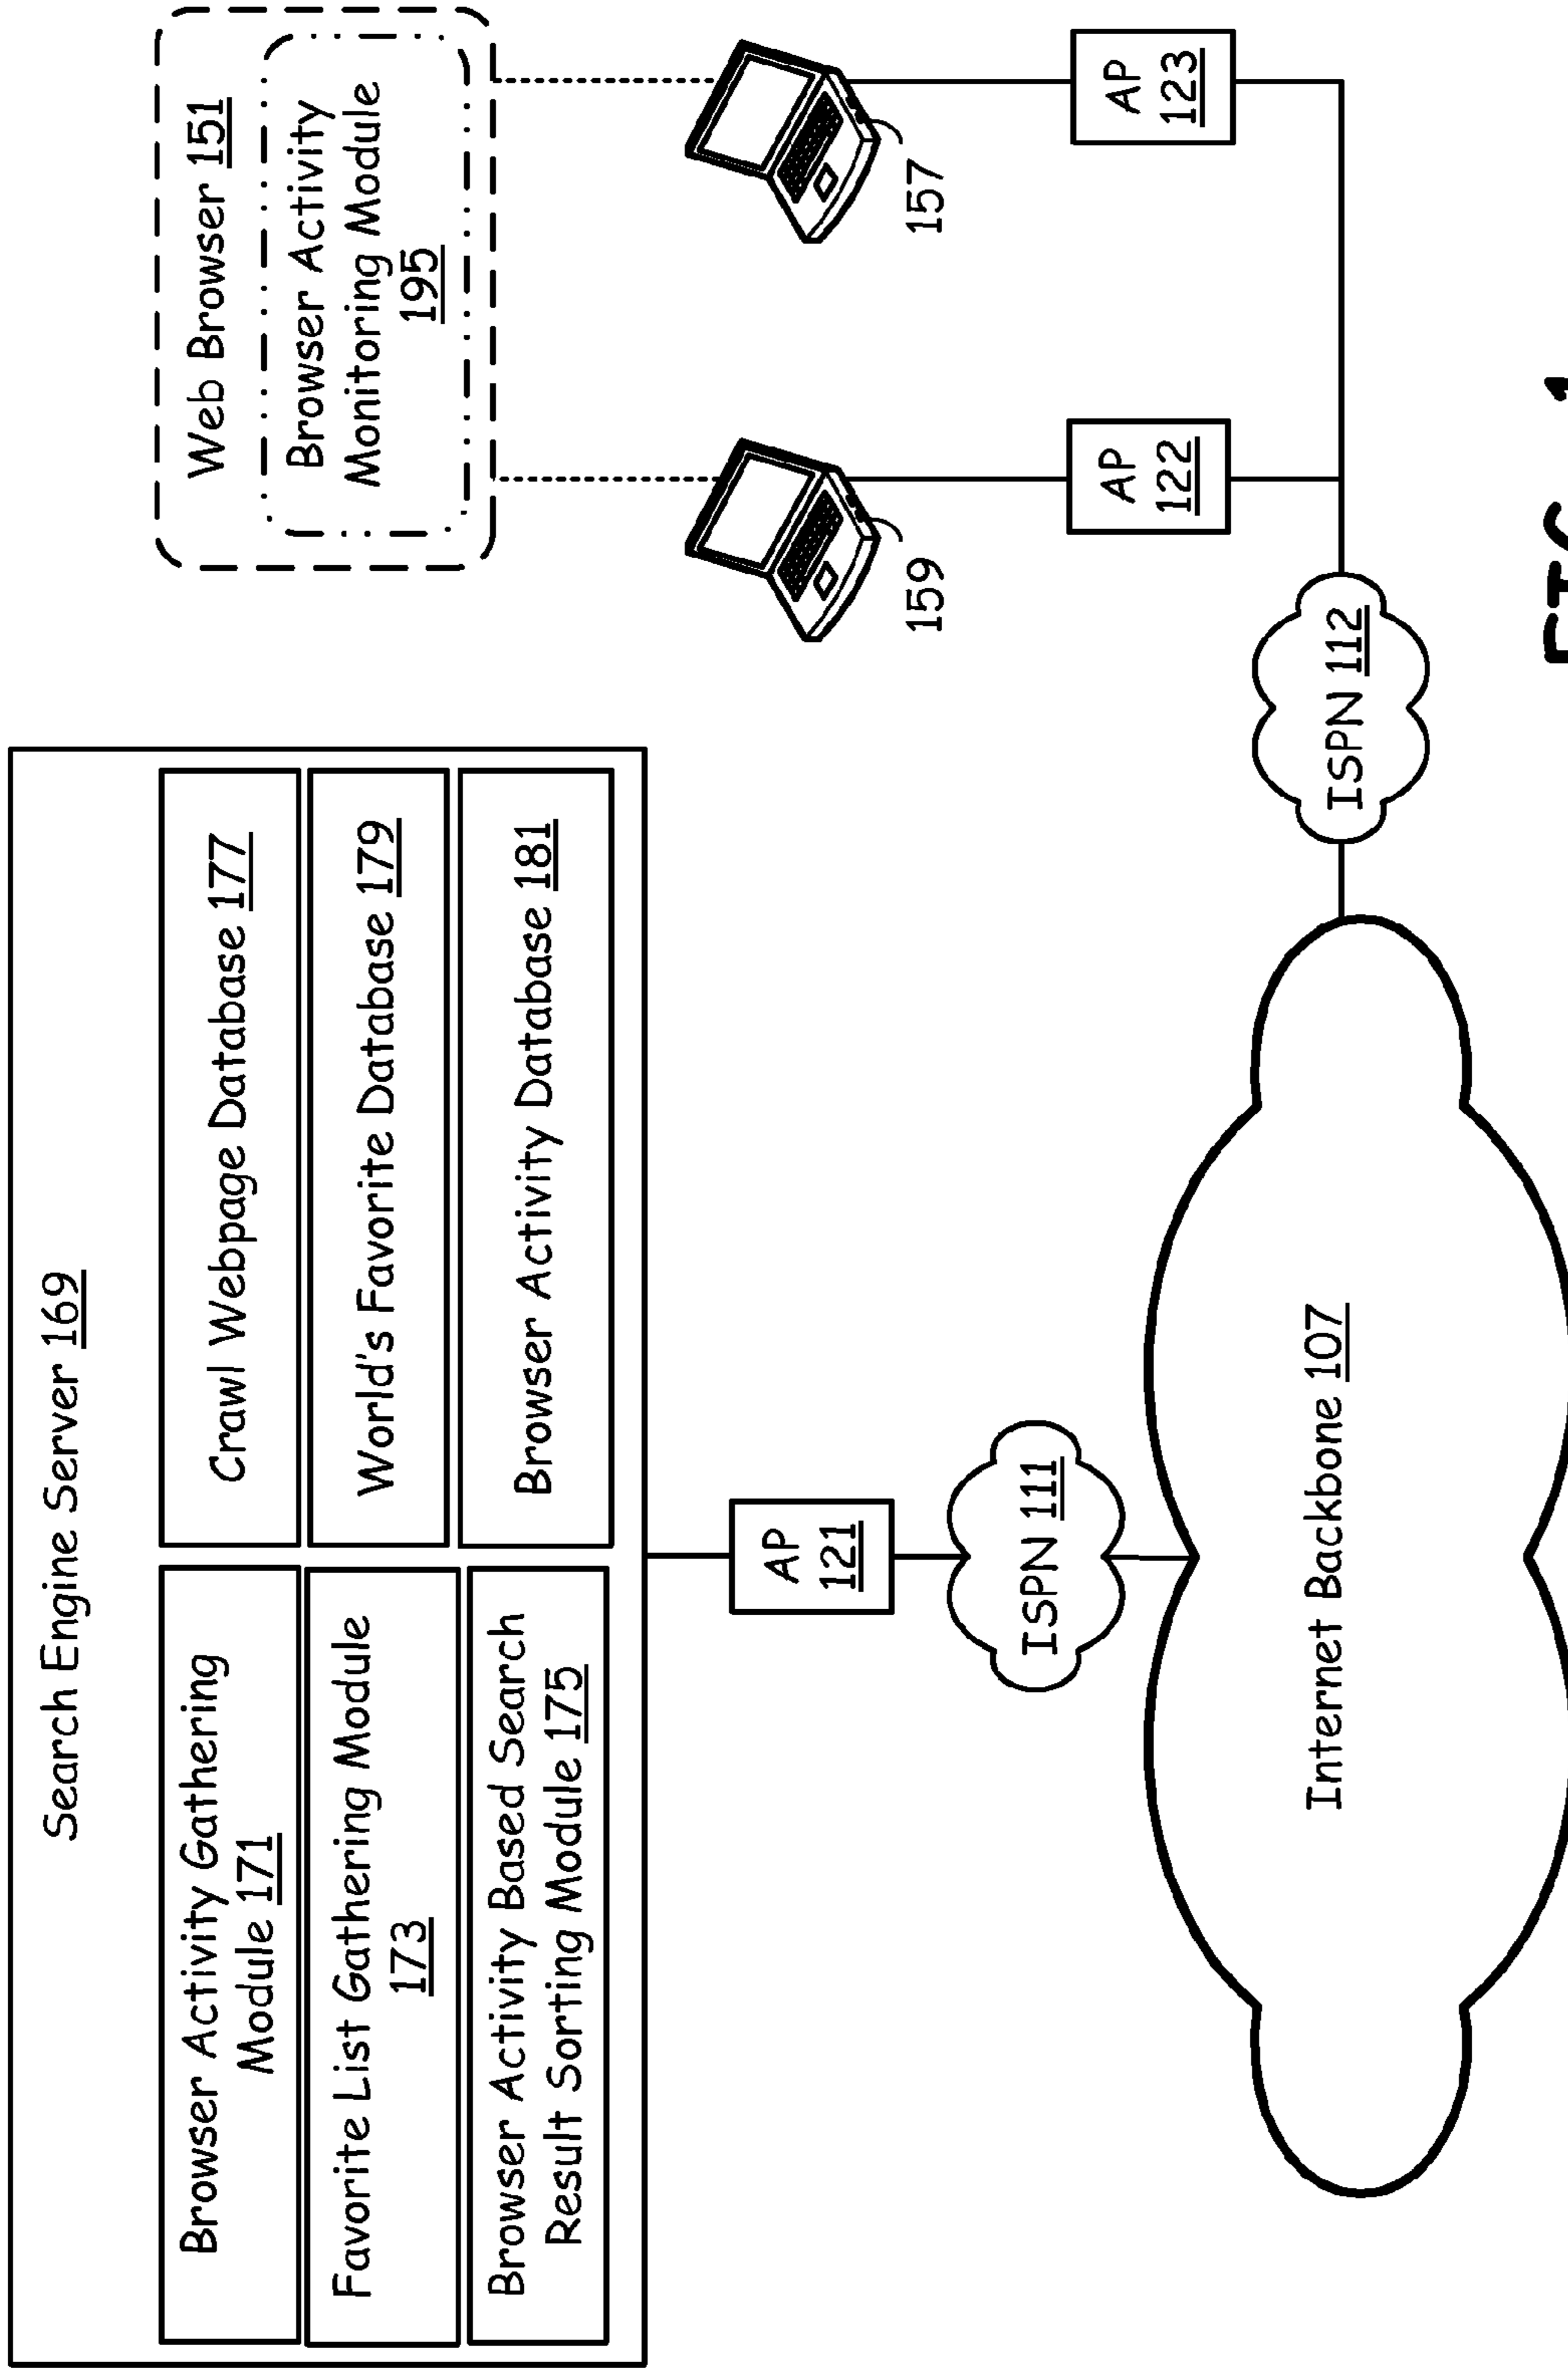 Search Engine Server 169
Browser Activity Gathering
Module 171
Favorite List Gathering Module
173
Browser Activity Based Search
Result Sorting Module 175
Crawl Webpage Database 177
World's Favorite Database 179
Browser Activity Database 181
Web Browser 151
Browser Activity
Monitoring Module
195
159
157
AP
121
AP
122
AP
123
ISPN 111
ISPN 112
Internet Backbone 107